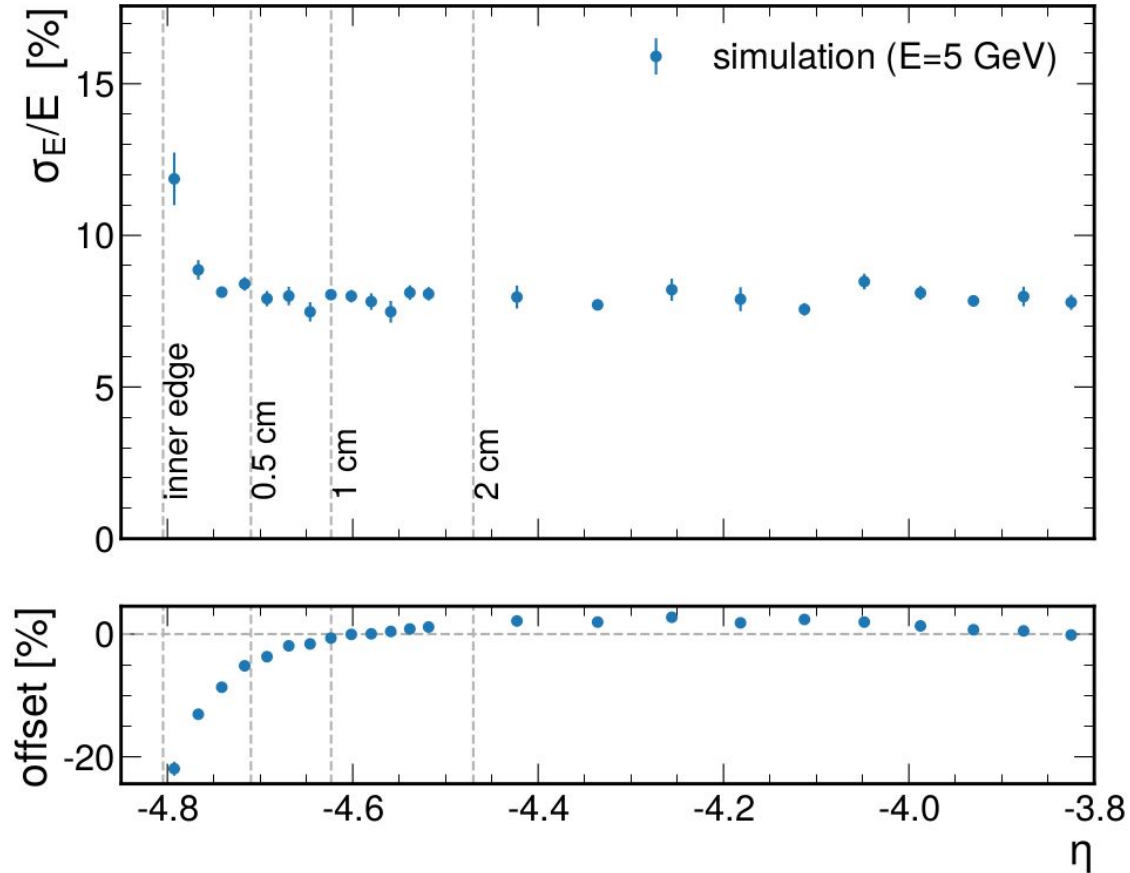 σE/E [%]
simulation (E=5 GeV)
15
10
5
0
inner edge
0.5 cm
1 cm
2 cm
offset [%]
0
-20
-4.8 -4.6 -4.4 -4.2 -4.0 -3.8
η